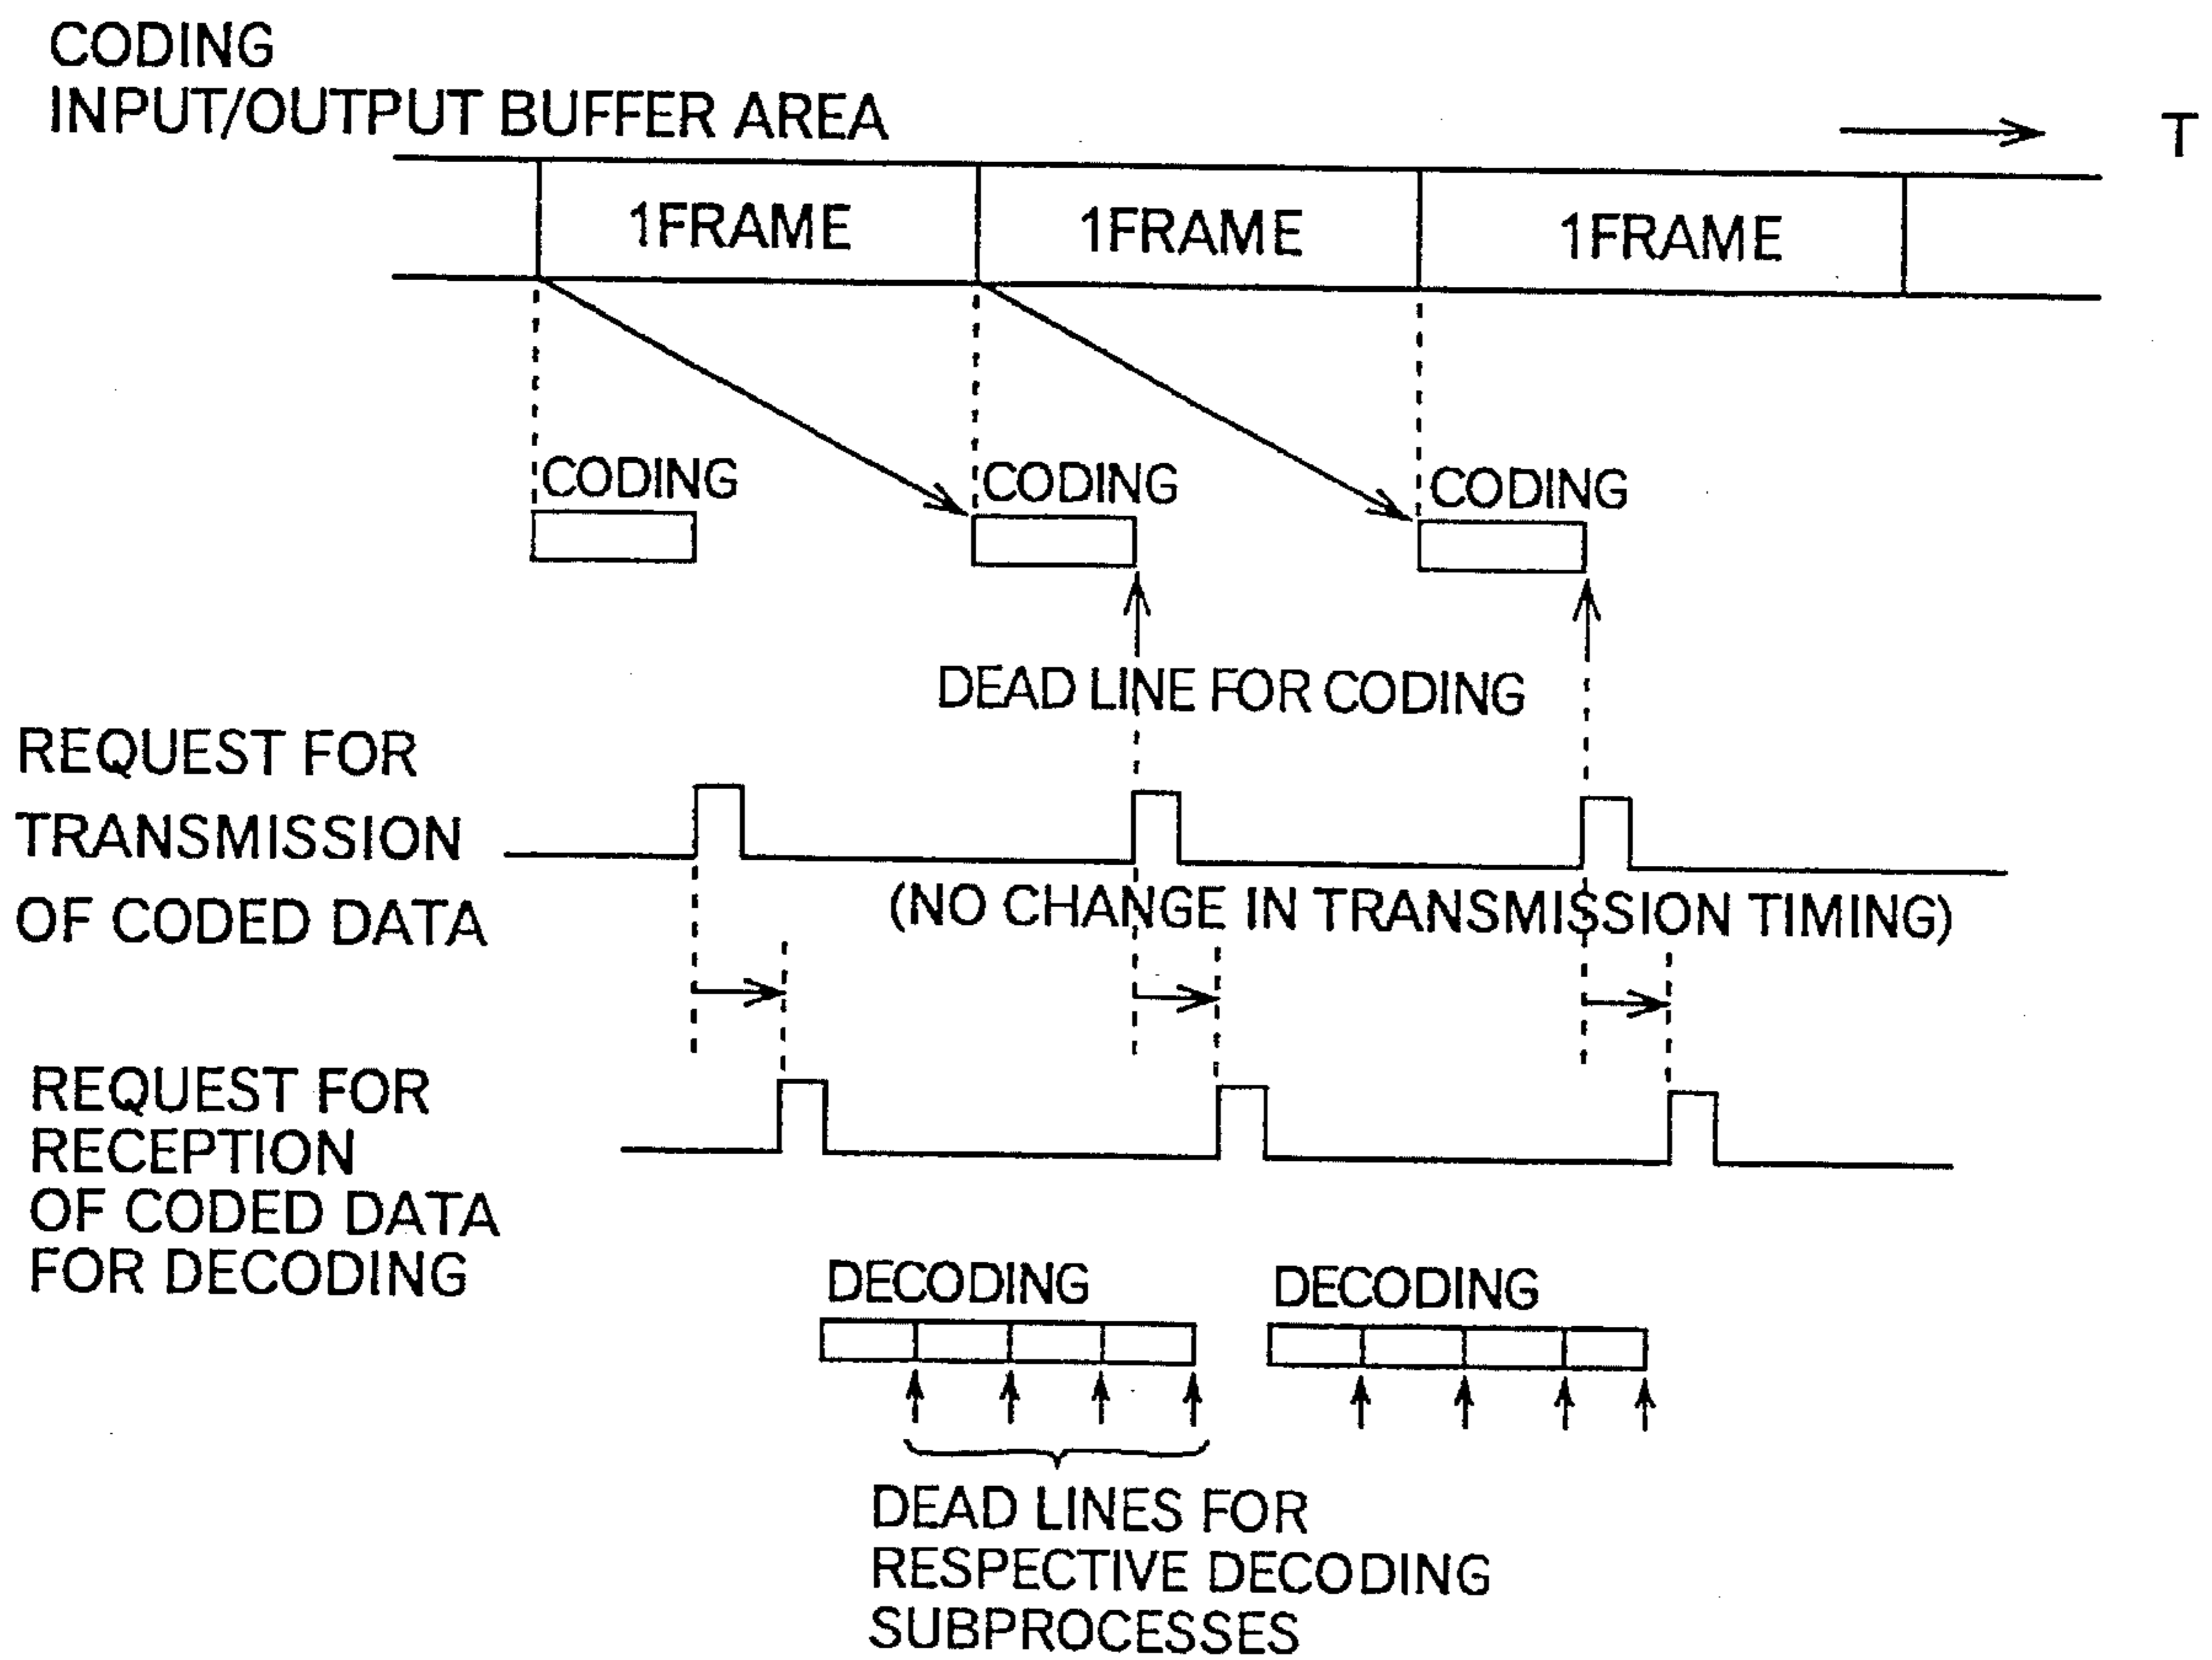 CODING
INPUT/OUTPUT BUFFER AREA
T
1FRAME 1FRAME 1FRAME
CODING CODING CODING
DEAD LINE FOR CODING
REQUEST FOR
TRANSMISSION
OF CODED DATA
(NO CHANGE IN TRANSMISSION TIMING)
REQUEST FOR
RECEPTION
OF CODED DATA
FOR DECODING
DECODING DECODING
DEAD LINES FOR
RESPECTIVE DECODING
SUBPROCESSES